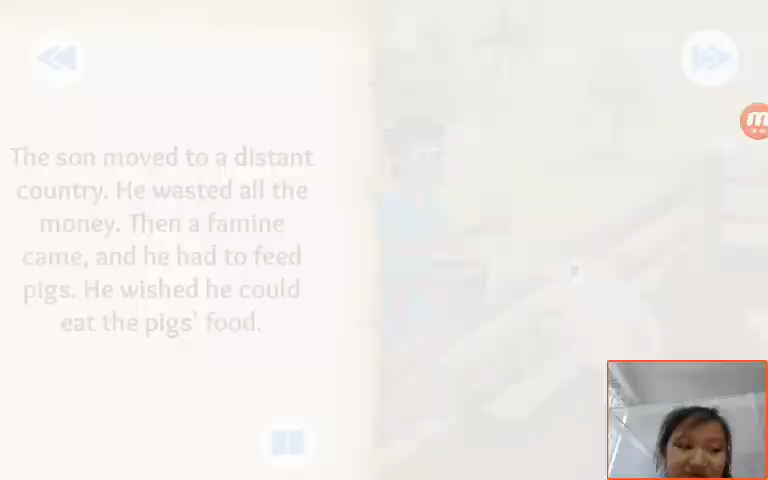 The son moved to a distant
country. He wasted all the
money. Then a famine
came, and he had to feed
pigs. He wished he could
eat the pigs' food.